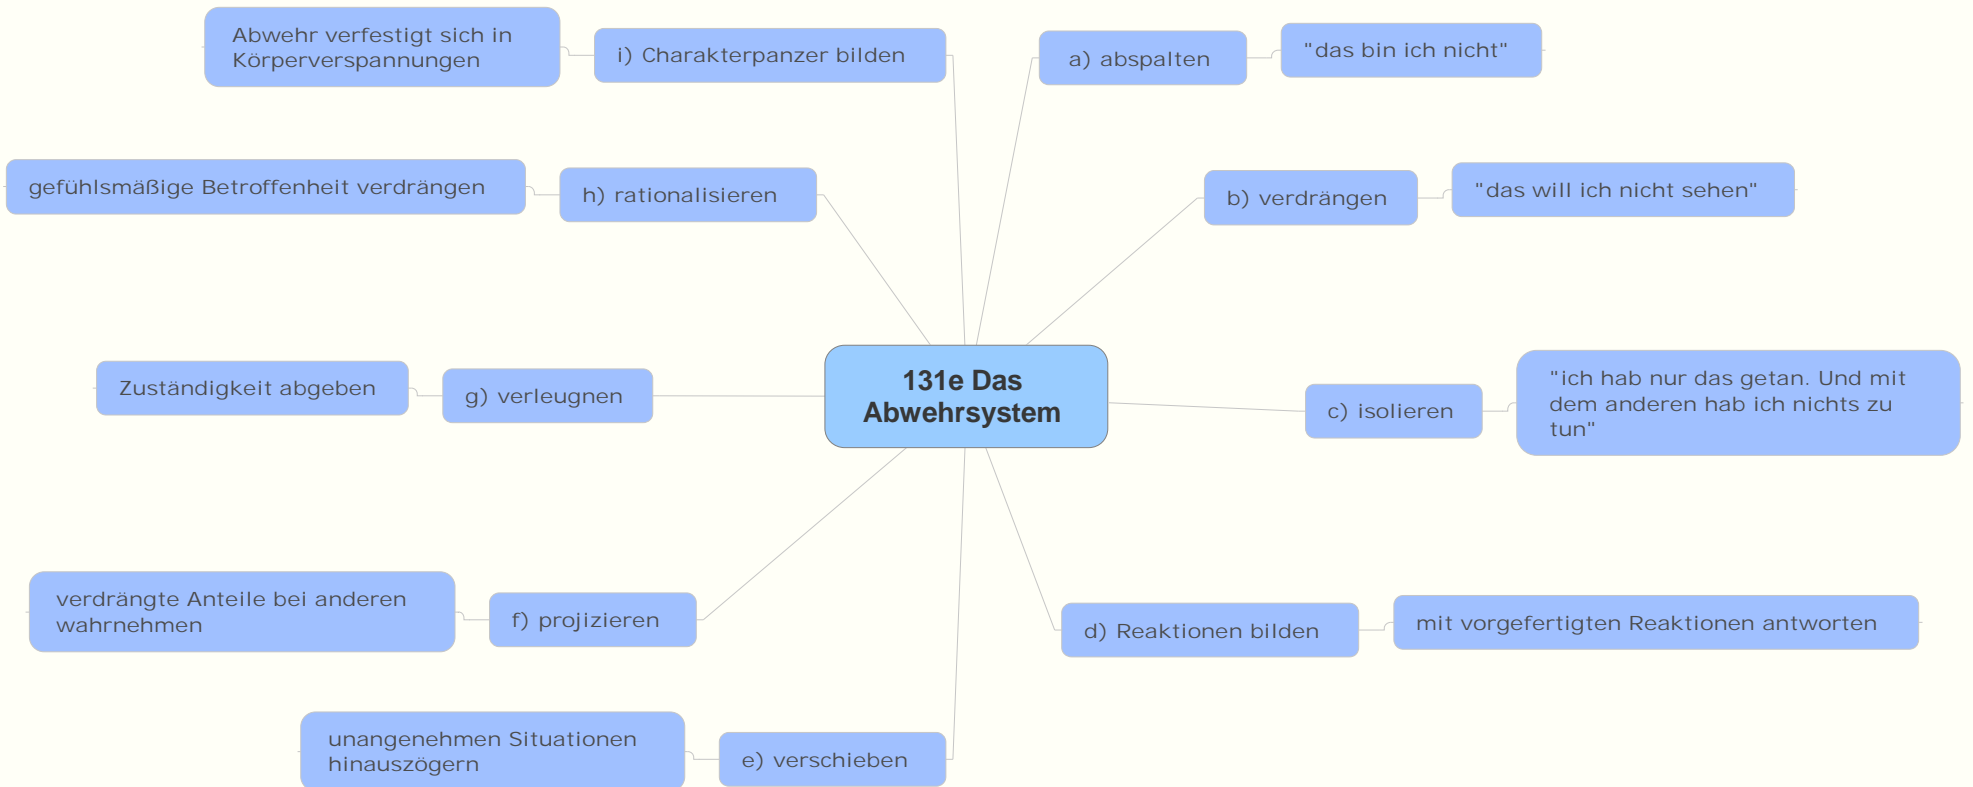 131e Das
Abwehrsystem
a) abspalten
"das bin ich nicht"
b) verdrängen
"das will ich nicht sehen"
c) isolieren
"ich hab nur das getan. Und mit
dem anderen hab ich nichts zu
tun"
d) Reaktionen bilden
mit vorgefertigten Reaktionen antworten
e) verschieben
unangenehmen Situationen
hinauszögern
f) projizieren
verdrängte Anteile bei anderen
wahrnehmen
g) verleugnen
Zuständigkeit abgeben
h) rationalisieren
gefühlsmäßige Betroffenheit verdrängen
i) Charakterpanzer bilden
Abwehr verfestigt sich in
Körperverspannungen